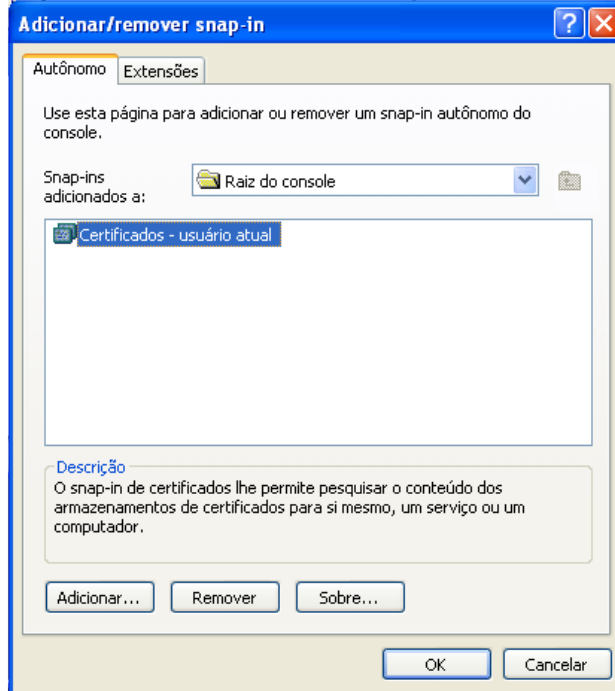 Adicionar/remover snap-in
Autônomo
Extensões
Use esta página para adicionar ou remover um snap-in autônomo do
console.
Snap-ins
adicionados a:
Raiz do console
Certificados - usuário atual
Descrição
O snap-in de certificados lhe permite pesquisar o conteúdo dos
armazenamentos de certificados para si mesmo, um serviço ou um
computador.
Adicionar...
Remover
Sobre...
OK
Cancelar